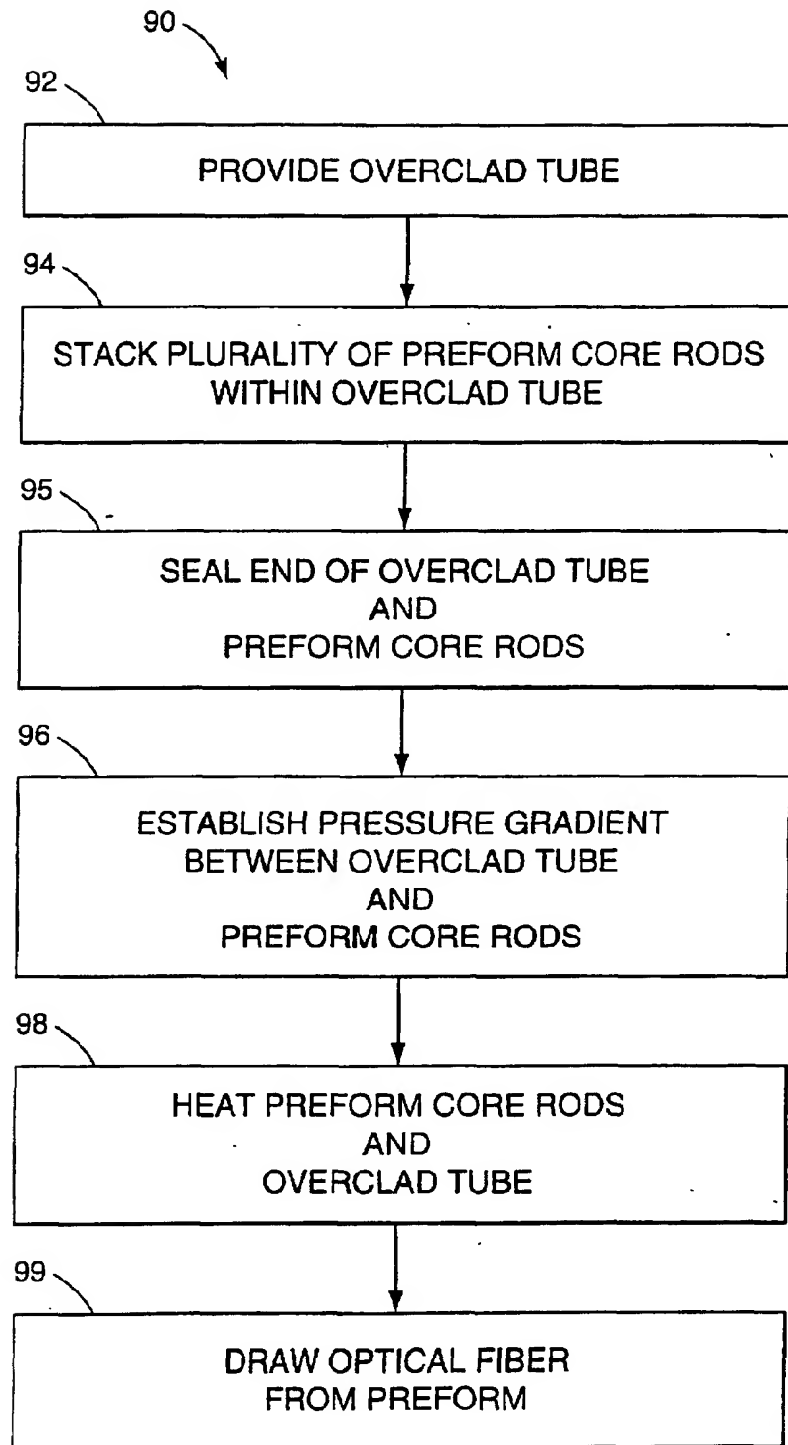 90
92
PROVIDE OVERCLAD TUBE
94
STACK PLURALITY OF PREFORM CORE RODS
WITHIN OVERCLAD TUBE
95
SEAL END OF OVERCLAD TUBE
AND
PREFORM CORE RODS
96
ESTABLISH PRESSURE GRADIENT
BETWEEN OVERCLAD TUBE
AND
PREFORM CORE RODS
98
HEAT PREFORM CORE RODS
AND
OVERCLAD TUBE
99
DRAW OPTICAL FIBER
FROM PREFORM